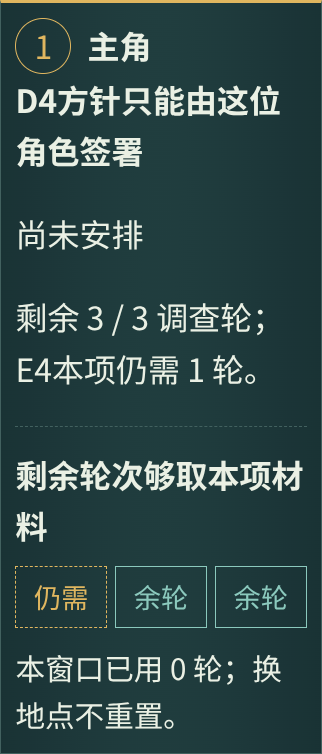 1 主角
D4方针只能由这位
角色签署
尚未安排
剩余 3 / 3 调查轮；
E4本项仍需 1 轮。
剩余轮次够取本项材
料
仍需 余轮 余轮
本窗口已用 0 轮；换
地点不重置。